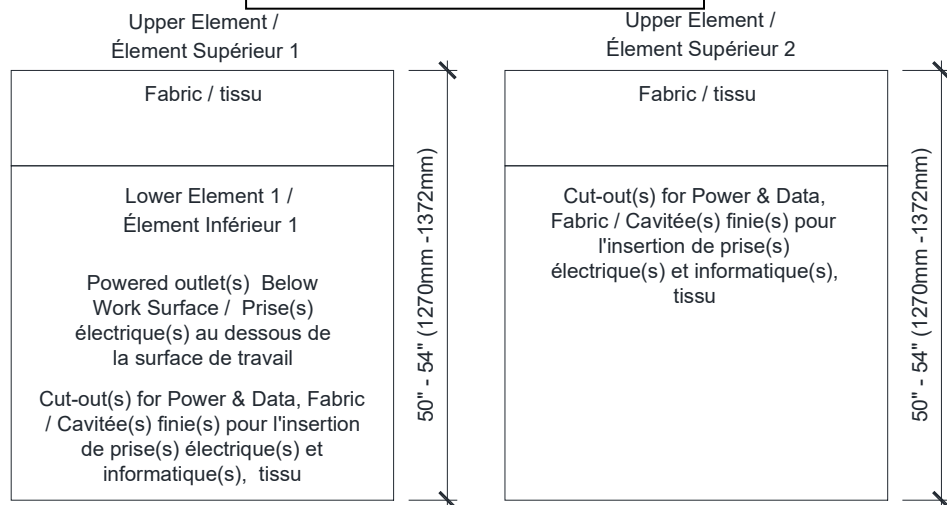 Upper Element /
Élement Supérieur 1
Fabric / tissu
Lower Element 1 /
Élement Inférieur 1
Powered outlet(s) Below
Work Surface / Prise(s)
électrique(s) au dessous de
la surface de travail
Cut-out(s) for Power & Data, Fabric
/ Cavitée(s) finie(s) pour l'insertion
de prise(s) électrique(s) et
informatique(s), tissu
50" - 54" (1270mm -1372mm)
Upper Element /
Élement Supérieur 2
Fabric / tissu
Cut-out(s) for Power & Data,
Fabric / Cavitée(s) finie(s) pour
l'insertion de prise(s)
électrique(s) et informatique(s),
tissu
50" - 54" (1270mm -1372mm)